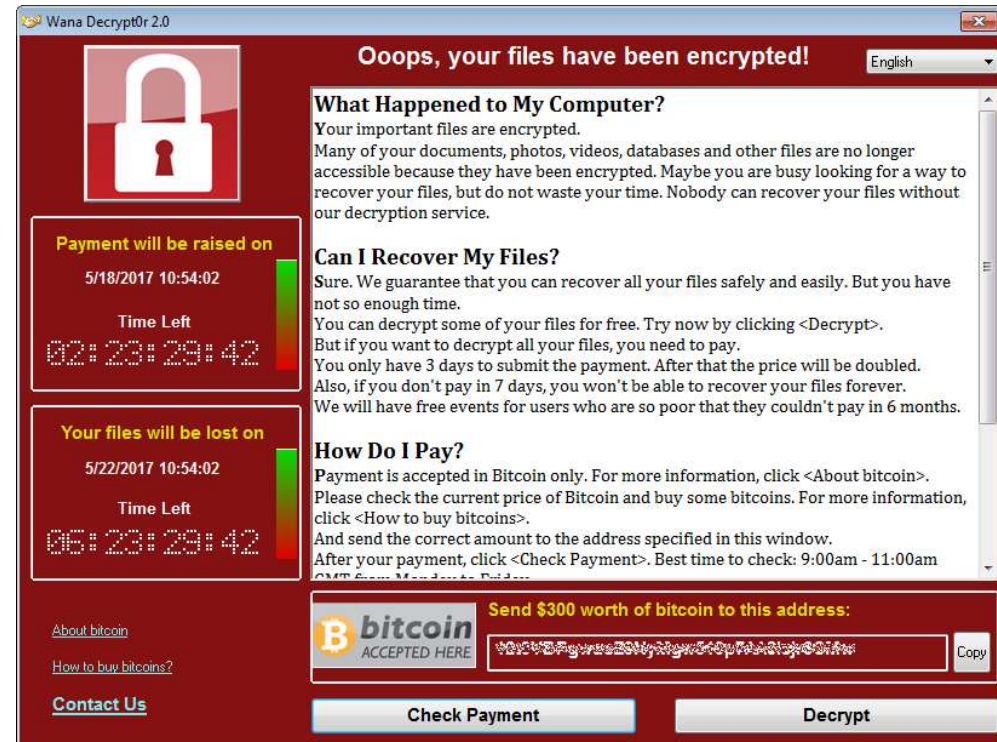 Wana Decrypt0r 2.0
Ooops, your files have been encrypted!
English
What Happened to My Computer?
Your important files are encrypted.
Many of your documents, photos, videos, databases and other files are no longer
accessible because they have been encrypted. Maybe you are busy looking for a way to
recover your files, but do not waste your time. Nobody can recover your files without
our decryption service.
Can I Recover My Files?
Sure. We guarantee that you can recover all your files safely and easily. But you have
not so enough time.
You can decrypt some of your files for free. Try now by clicking <Decrypt>.
But if you want to decrypt all your files, you need to pay.
You only have 3 days to submit the payment. After that the price will be doubled.
Also, if you don't pay in 7 days, you won't be able to recover your files forever.
We will have free events for users who are so poor that they couldn't pay in 6 months.
How Do I Pay?
Payment is accepted in Bitcoin only. For more information, click <About bitcoin>.
Please check the current price of Bitcoin and buy some bitcoins. For more information,
click <How to buy bitcoins>.
And send the correct amount to the address specified in this window.
After your payment, click <Check Payment>. Best time to check: 9:00am - 11:00am
GMT from Monday to Friday
Payment will be raised on
5/18/2017 10:54:02
Time Left
02:23:29:42
Your files will be lost on
5/22/2017 10:54:02
Time Left
06:23:29:42
About bitcoin
How to buy bitcoins?
Contact Us
bitcoin
ACCEPTED HERE
Send $300 worth of bitcoin to this address:
Copy
Check Payment
Decrypt